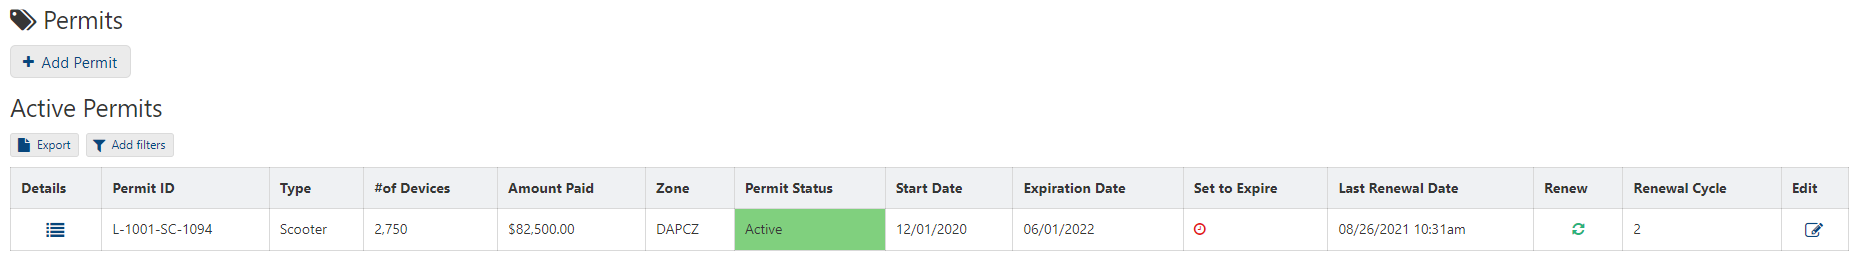 Permits
Add Permit
Active Permits
Export Add filters
Details Permit ID Type #of Devices Amount Paid Zone Permit Status Start Date Expiration Date Set to Expire Last Renewal Date Renew Renewal Cycle Edit
L-1001-SC-1094 Scooter 2,750 $82,500.00 DAPCZ Active 12/01/2020 06/01/2022 08/26/2021 10:31am 2